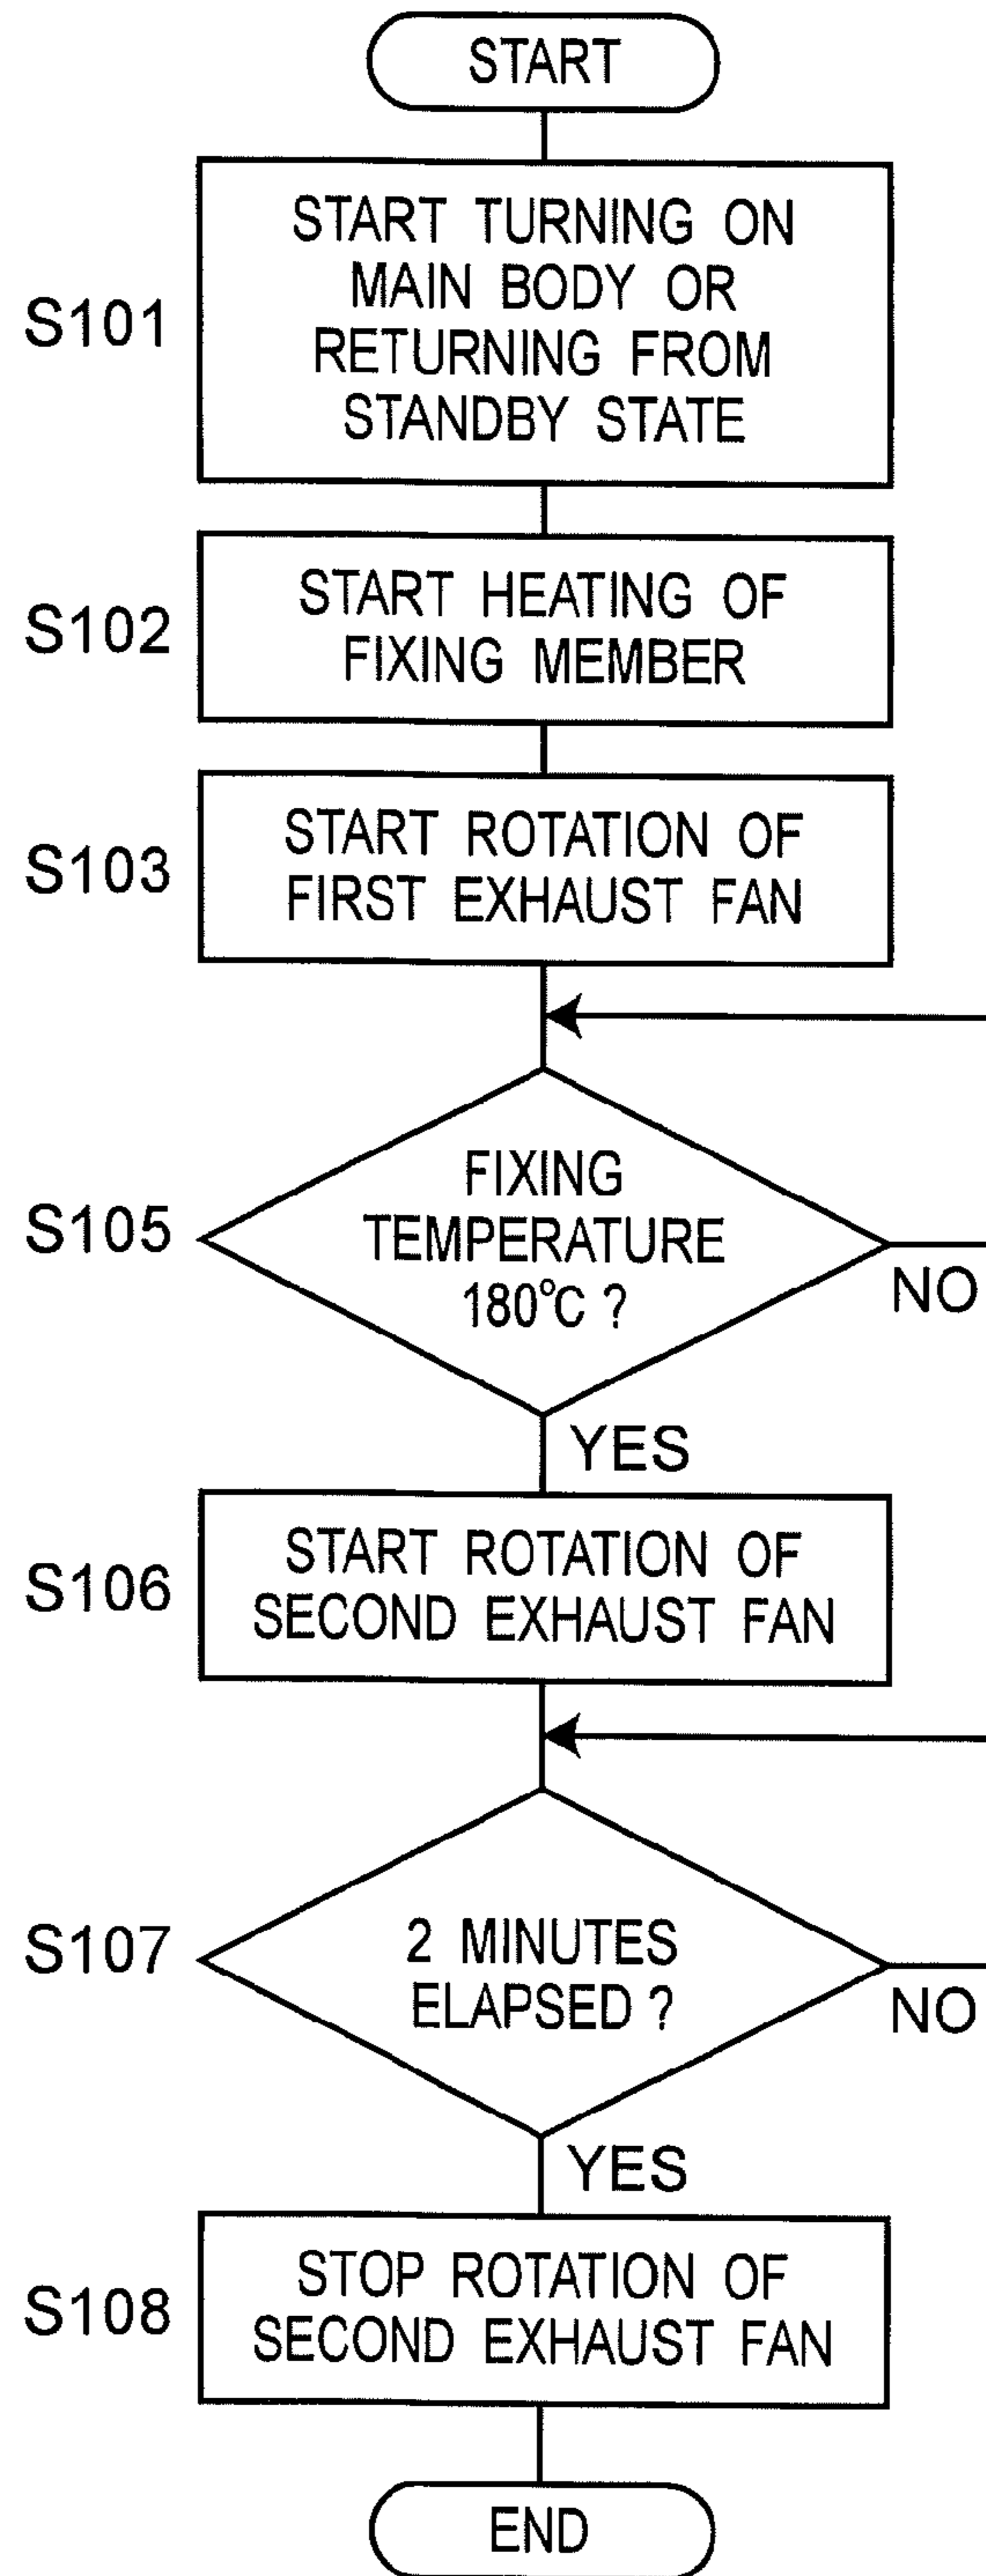 START
S101
START TURNING ON
MAIN BODY OR
RETURNING FROM
STANDBY STATE
S102
START HEATING OF
FIXING MEMBER
S103
START ROTATION OF
FIRST EXHAUST FAN
S105
FIXING
TEMPERATURE
180°C ?
NO
YES
S106
START ROTATION OF
SECOND EXHAUST FAN
S107
2 MINUTES
ELAPSED ?
NO
YES
S108
STOP ROTATION OF
SECOND EXHAUST FAN
END